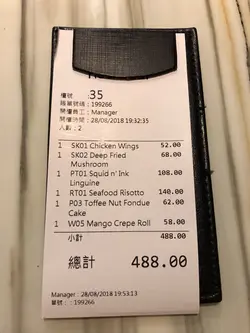 檯號 :35
賬單號碼 :199266
開檯員工 : Manager
開檯時間 : 28/08/2018 19:32:35
人數 : 2
1 SK01 Chicken Wings 52.00
1 SK02 Deep Fried 68.00
Mushroom
1 PT01 Squid n' Ink 108.00
Linguine
1 RT01 Seafood Risotto 140.00
1 P03 Toffee Nut Fondue 62.00
Cake
1 W05 Mango Crepe Roll 58.00
小計 488.00
總計 488.00
Manager : 28/08/2018 19:53:13
單號 : :199266